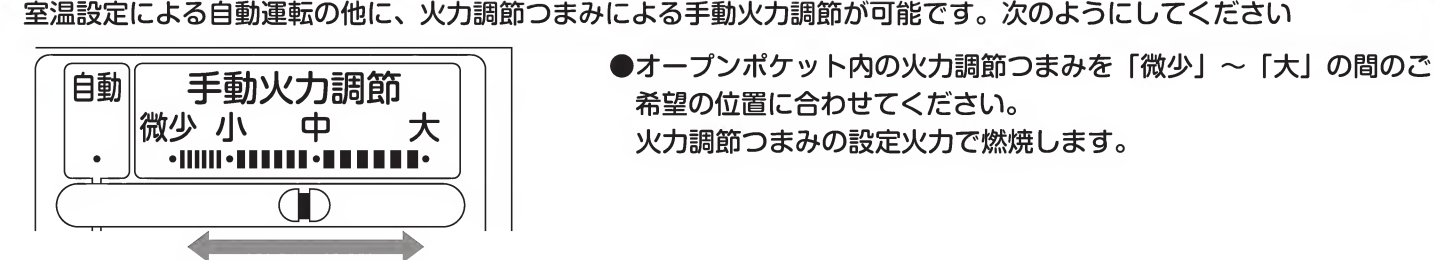 室温設定による自動運転の他に、火力調節つまみによる手動火力調節が可能です。次のようにしてください
自動
手動火力調節
微少 小 中 大
●オープンポケット内の火力調節つまみを「微少」～「大」の間のご
希望の位置に合わせてください。
火力調節つまみの設定火力で燃焼します。